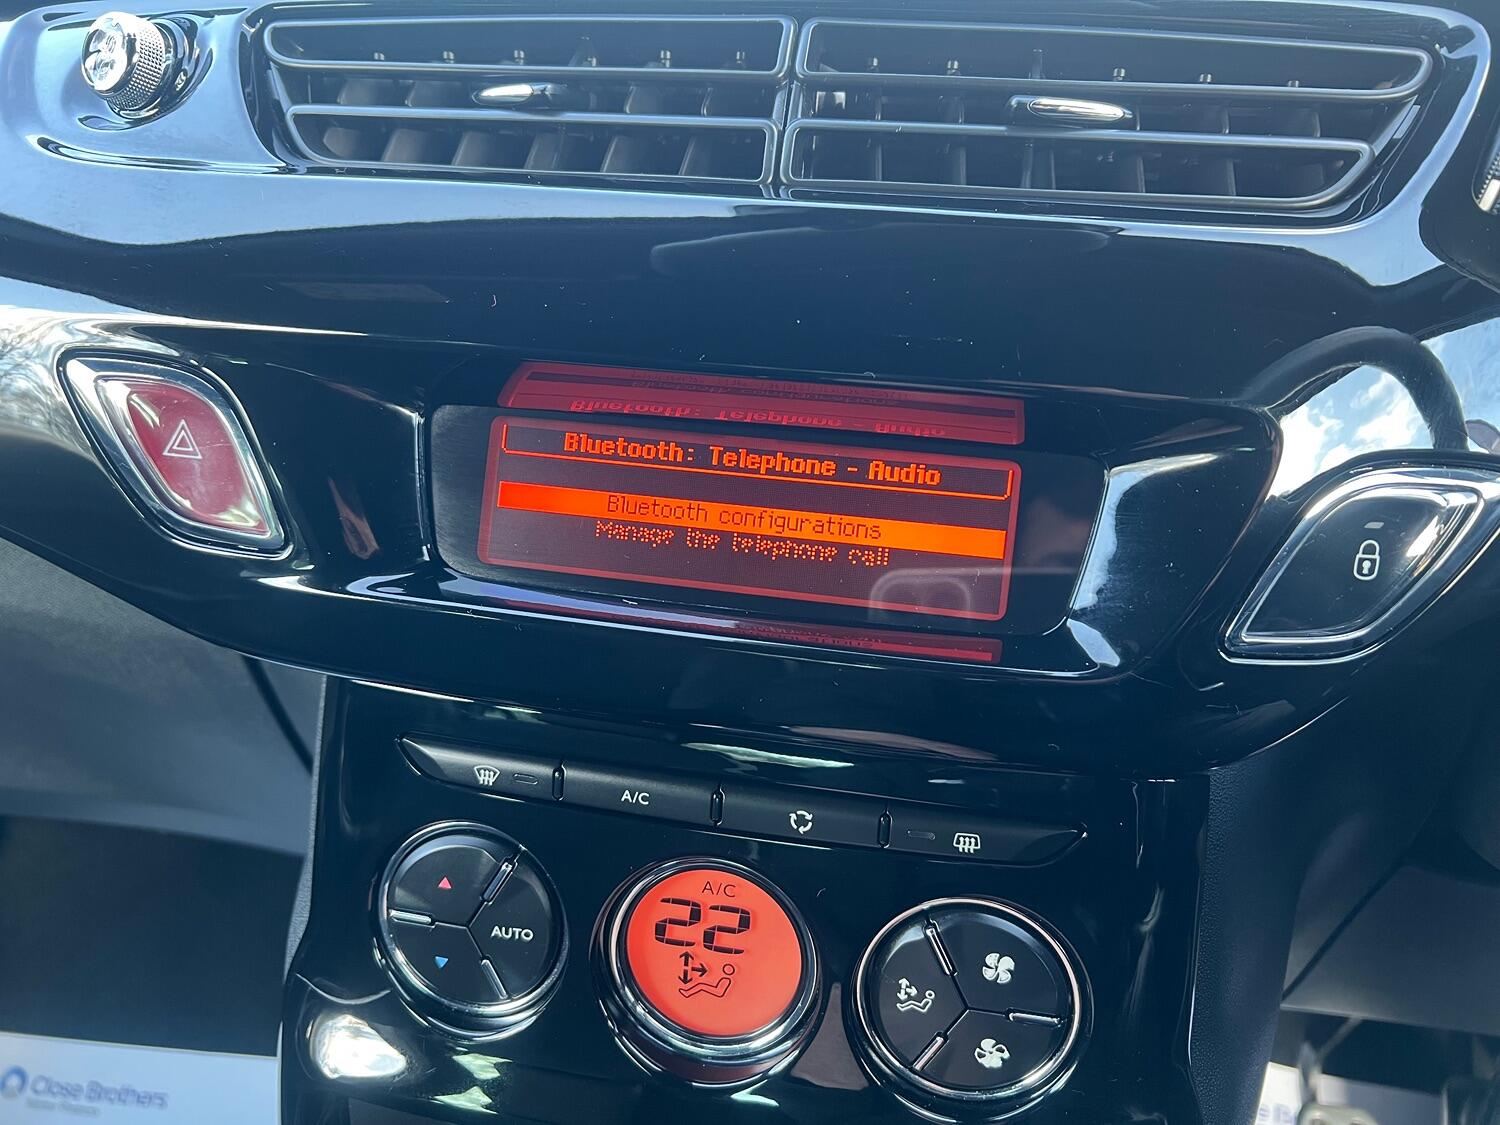 Bluetooth: Telephone - Audio
Bluetooth configurations
Manage the telephone call
A/C
AUTO
A/C
22
Close Brothers